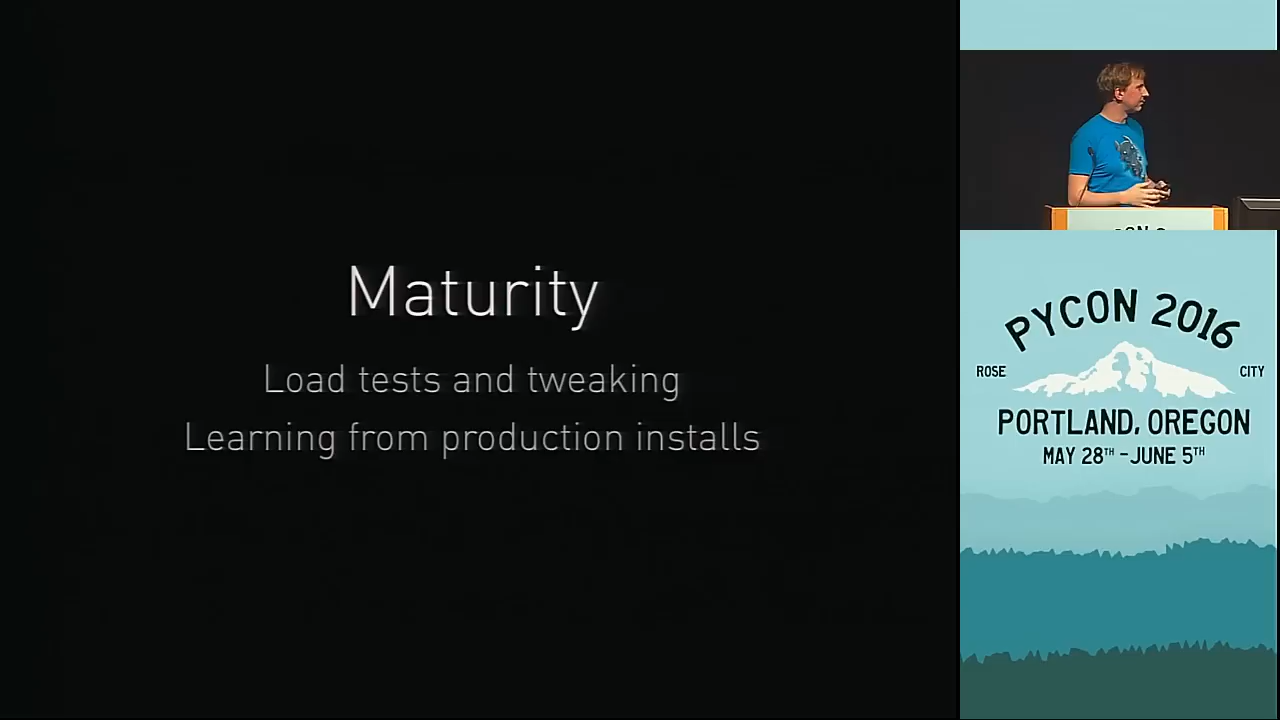 Maturity
Load tests and tweaking
Learning from production installs
PYCON 2016
ROSE CITY
PORTLAND, OREGON
MAY 28TH - JUNE 5TH